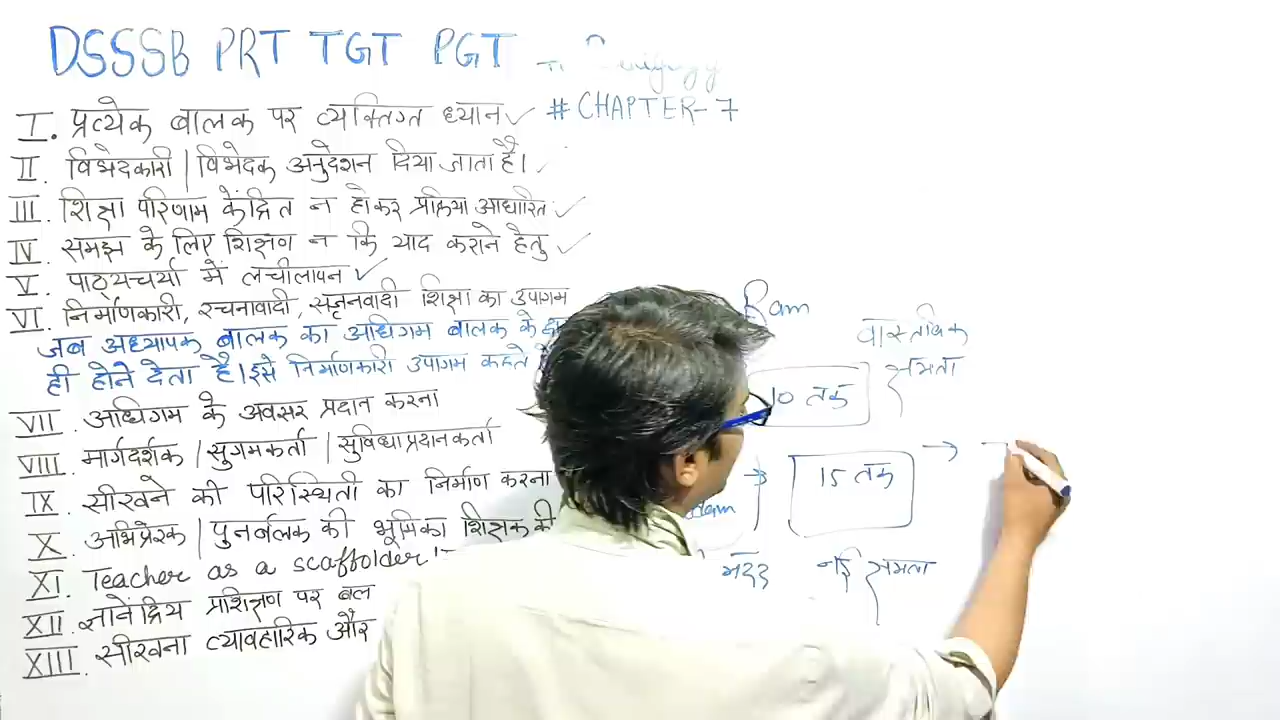 DSSSB PRT TGT PGT
# CHAPTER-7
I. प्रत्येक बालक पर व्यक्तिगत ध्यान ✓
II. विभेदकारी | विभेदक अनुदेशन दिया जाता है। ✓
III. शिक्षा परिणाम केंद्रित न होकर प्रक्रिया आधारित ✓
IV. समझ के लिए शिक्षण न कि याद कराने हेतु ✓
V. पाठ्यचर्या में लचीलापन ✓
VI. निर्माणकारी, रचनावादी, सृजनवादी शिक्षा का उपागम
जब अध्यापक बालक का अधिगम बालक के
ही होने देता है। इसे निर्माणकारी उपागम कहते
VII. अधिगम के अवसर प्रदान करना
VIII. मार्गदर्शक | सुगमकर्ता | सुविधा प्रदानकर्ता
IX. सीखने की परिस्थिती का निर्माण करना
X. अभिप्रेरक | पुनर्बलक की भूमिका शिक्षक की
XI. Teacher as a scaffolder
XII. ज्ञानेंद्रिय प्रशिक्षण पर बल
XIII. सीखना व्यावहारिक और
Ram
वास्तविक
क्षमता
10 तक
→ 15 तक →
मदद नई क्षमता